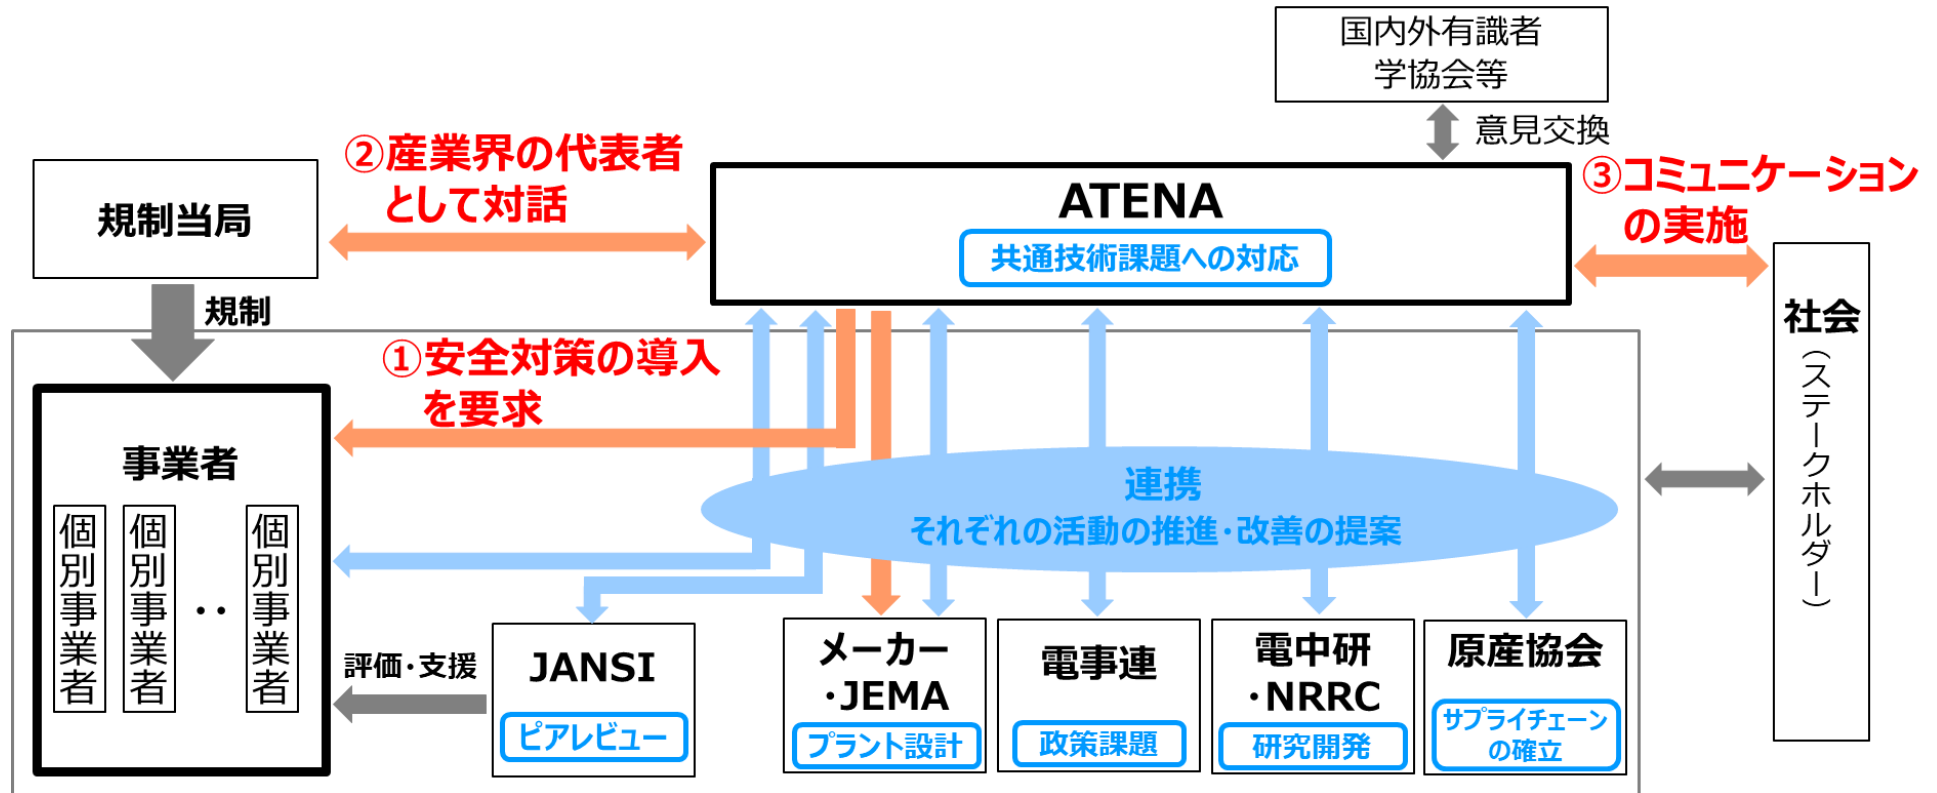 国内外有識者
学協会等
意見交換
②産業界の代表者
として対話
③コミュニケーション
の実施
規制当局
ATENA
共通技術課題への対応
規制
社会
（ステークホルダー）
①安全対策の導入
を要求
事業者
個別事業者
個別事業者
・・
個別事業者
連携
それぞれの活動の推進・改善の提案
評価・支援
JANSI
ピアレビュー
メーカー
・JEMA
プラント設計
電事連
政策課題
電中研
・NRRC
研究開発
原産協会
サプライチェーン
の確立